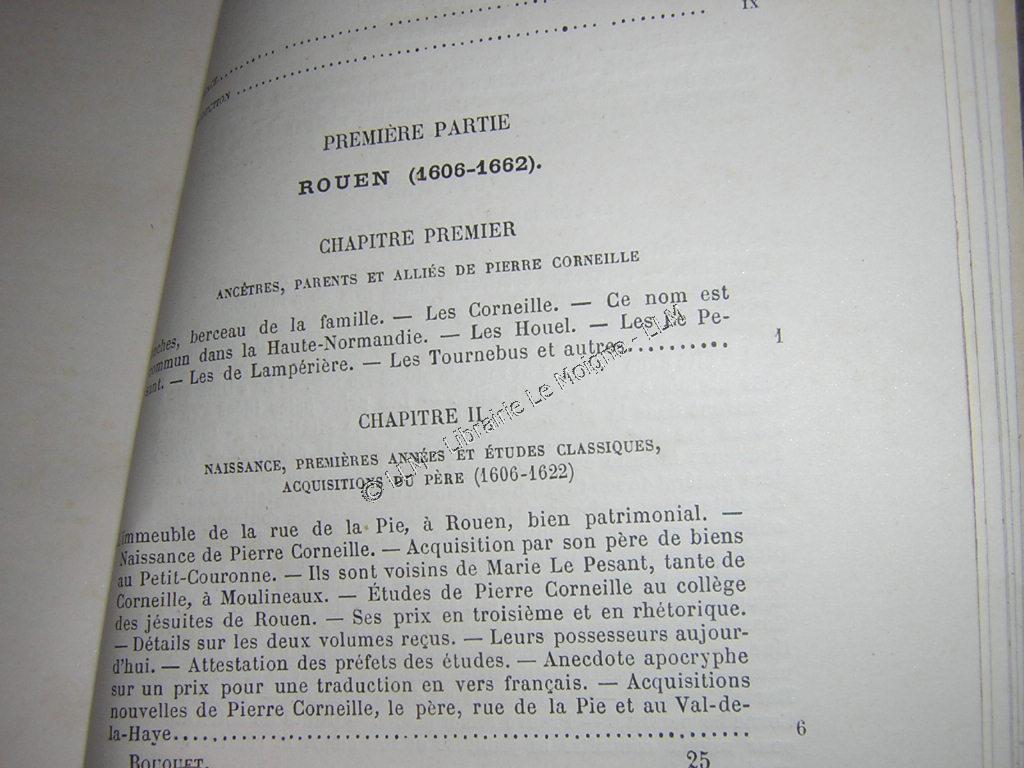 IX
PREMIÈRE PARTIE
ROUEN (1606-1662).
CHAPITRE PREMIER
ANCÊTRES, PARENTS ET ALLIÉS DE PIERRE CORNEILLE
berceau de la famille. — Les Corneille. — Ce nom est
commun dans la Haute-Normandie. — Les Houel. — Les Le Pe-
sant. — Les de Lampérière. — Les Tournebus et autres.......... 1
CHAPITRE II
NAISSANCE, PREMIÈRES ANNÉES ET ÉTUDES CLASSIQUES,
ACQUISITIONS DU PÈRE (1606-1622)
L'immeuble de la rue de la Pie, à Rouen, bien patrimonial. —
Naissance de Pierre Corneille. — Acquisition par son père de biens
au Petit-Couronne. — Ils sont voisins de Marie Le Pesant, tante de
Corneille, à Moulineaux. — Études de Pierre Corneille au collège
des jésuites de Rouen. — Ses prix en troisième et en rhétorique.
— Détails sur les deux volumes reçus. — Leurs possesseurs aujour-
d'hui. — Attestation des préfets des études. — Anecdote apocryphe
sur un prix pour une traduction en vers français. — Acquisitions
nouvelles de Pierre Corneille, le père, rue de la Pie et au Val-de-
la-Haye.................................................. 6
BOUQUET. 25
© LLM - Librairie Le Moigne - LLM